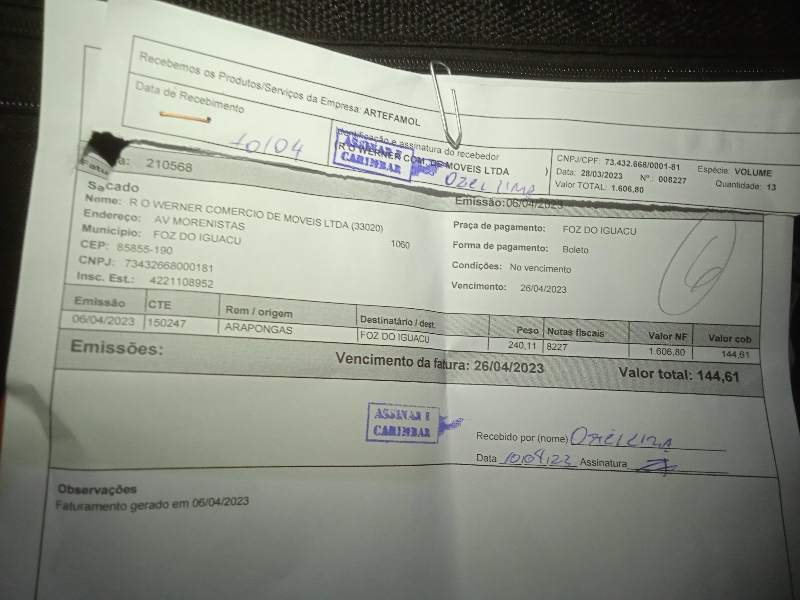 Recebemos os Produtos/Serviços da Empresa: ARTEFAMOL
Data de Recebimento
10/04
Identificação e assinatura do recebedor
R O WERNER COM. DE MOVEIS LTDA )
ASSINAR E
CARIMBAR
OZEL LIMA
CNPJ/CPF: 73.432.668/0001-81 Espécie: VOLUME
Data: 28/03/2023 Nº.: 008227 Quantidade: 13
Valor TOTAL: 1.606,80
Fatu a: 210568
Emissão:06/04/2023
Sacado
Nome: R O WERNER COMERCIO DE MOVEIS LTDA (33020)
Endereço: AV MORENISTAS 1060
Município: FOZ DO IGUACU
CEP: 85855-190
CNPJ: 73432668000181
Insc. Est.: 4221108952
Praça de pagamento: FOZ DO IGUACU
Forma de pagamento: Boleto
Condições: No vencimento
Vencimento: 26/04/2023
6
Emissão CTE Rem / origem Destinatário / dest. Peso Notas fiscais Valor NF Valor cob
06/04/2023 150247 ARAPONGAS FOZ DO IGUACU 240,11 8227 1.606,80 144,61
Emissões: Vencimento da fatura: 26/04/2023 Valor total: 144,61
ASSINAR E
CARIMBAR
Recebido por (nome)
Data 10/04/23 Assinatura
Observações
Faturamento gerado em 06/04/2023